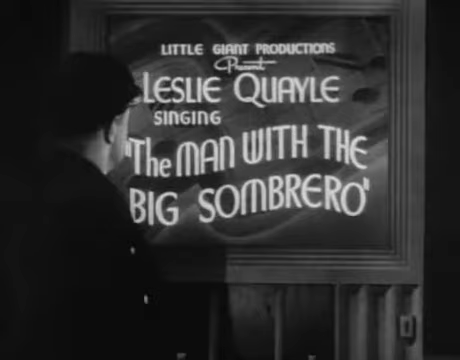 LITTLE GIANT PRODUCTIONS
Present
LESLIE QUAYLE
SINGING
"The MAN WITH THE
BIG SOMBRERO"